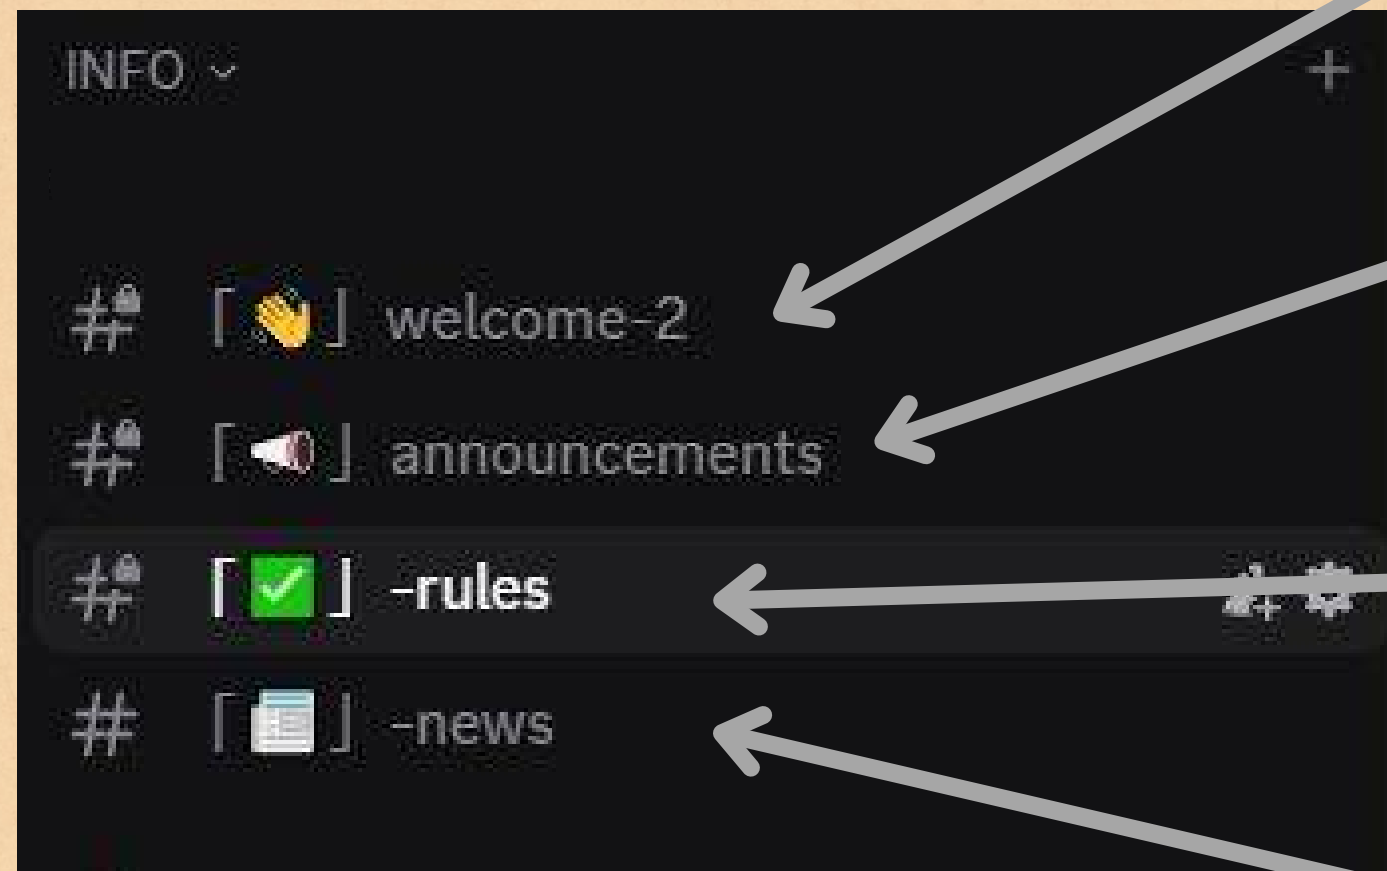 INFO
# ⎡👋⎦ welcome-2
# ⎡📢⎦ announcements
# ⎡✅⎦ -rules
# ⎡📰⎦ -news